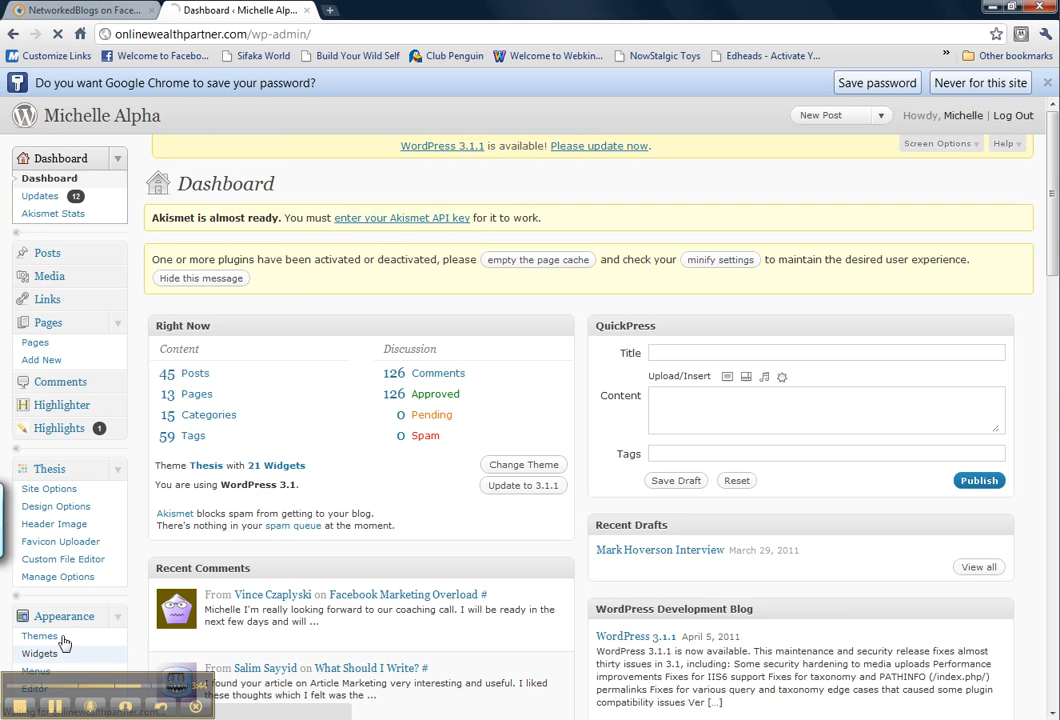 NetworkedBlogs on Face...
Dashboard ‹ Michelle Alp...
onlinewealthpartner.com/wp-admin/
Customize Links
Welcome to Facebo...
Sifaka World
Build Your Wild Self
Club Penguin
Welcome to Webkin...
NowStalgic Toys
Edheads - Activate Y...
»
Other bookmarks
Do you want Google Chrome to save your password?
Save password
Never for this site
Michelle Alpha
New Post
Howdy, Michelle | Log Out
WordPress 3.1.1 is available! Please update now.
Screen Options
Help
Dashboard
Dashboard
Updates 12
Akismet Stats
Posts
Media
Links
Pages
Pages
Add New
Comments
Highlighter
Highlights 1
Thesis
Site Options
Design Options
Header Image
Favicon Uploader
Custom File Editor
Manage Options
Appearance
Themes
Widgets
Menus
Editor
3:44
Dashboard
Akismet is almost ready. You must enter your Akismet API key for it to work.
One or more plugins have been activated or deactivated, please empty the page cache and check your minify settings to maintain the desired user experience.
Hide this message
Right Now
Content
Discussion
45 Posts
126 Comments
13 Pages
126 Approved
15 Categories
0 Pending
59 Tags
0 Spam
Theme Thesis with 21 Widgets
Change Theme
You are using WordPress 3.1.
Update to 3.1.1
Akismet blocks spam from getting to your blog.
There's nothing in your spam queue at the moment.
Recent Comments
From Vince Czaplyski on Facebook Marketing Overload #
Michelle I'm really looking forward to our coaching call. I will be ready in the
next few days and will ...
From Salim Sayyid on What Should I Write? #
I found your article on Article Marketing very interesting and useful. I liked
these thoughts which I felt was the ...
QuickPress
Title
Upload/Insert
Content
Tags
Save Draft
Reset
Publish
Recent Drafts
Mark Hoverson Interview March 29, 2011
View all
WordPress Development Blog
WordPress 3.1.1 April 5, 2011
WordPress 3.1.1 is now available. This maintenance and security release fixes almost
thirty issues in 3.1, including: Some security hardening to media uploads Performance
improvements Fixes for IIS6 support Fixes for taxonomy and PATHINFO (/index.php/)
permalinks Fixes for various query and taxonomy edge cases that caused some plugin
compatibility issues Ver [...]